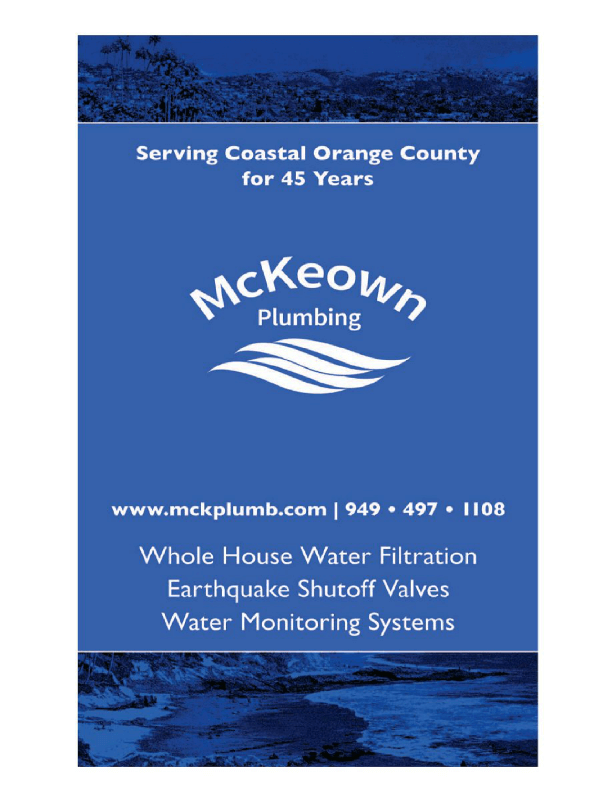 Serving Coastal Orange County
for 45 Years
McKeown
Plumbing
www.mckplumb.com | 949 • 497 • 1108
Whole House Water Filtration
Earthquake Shutoff Valves
Water Monitoring Systems